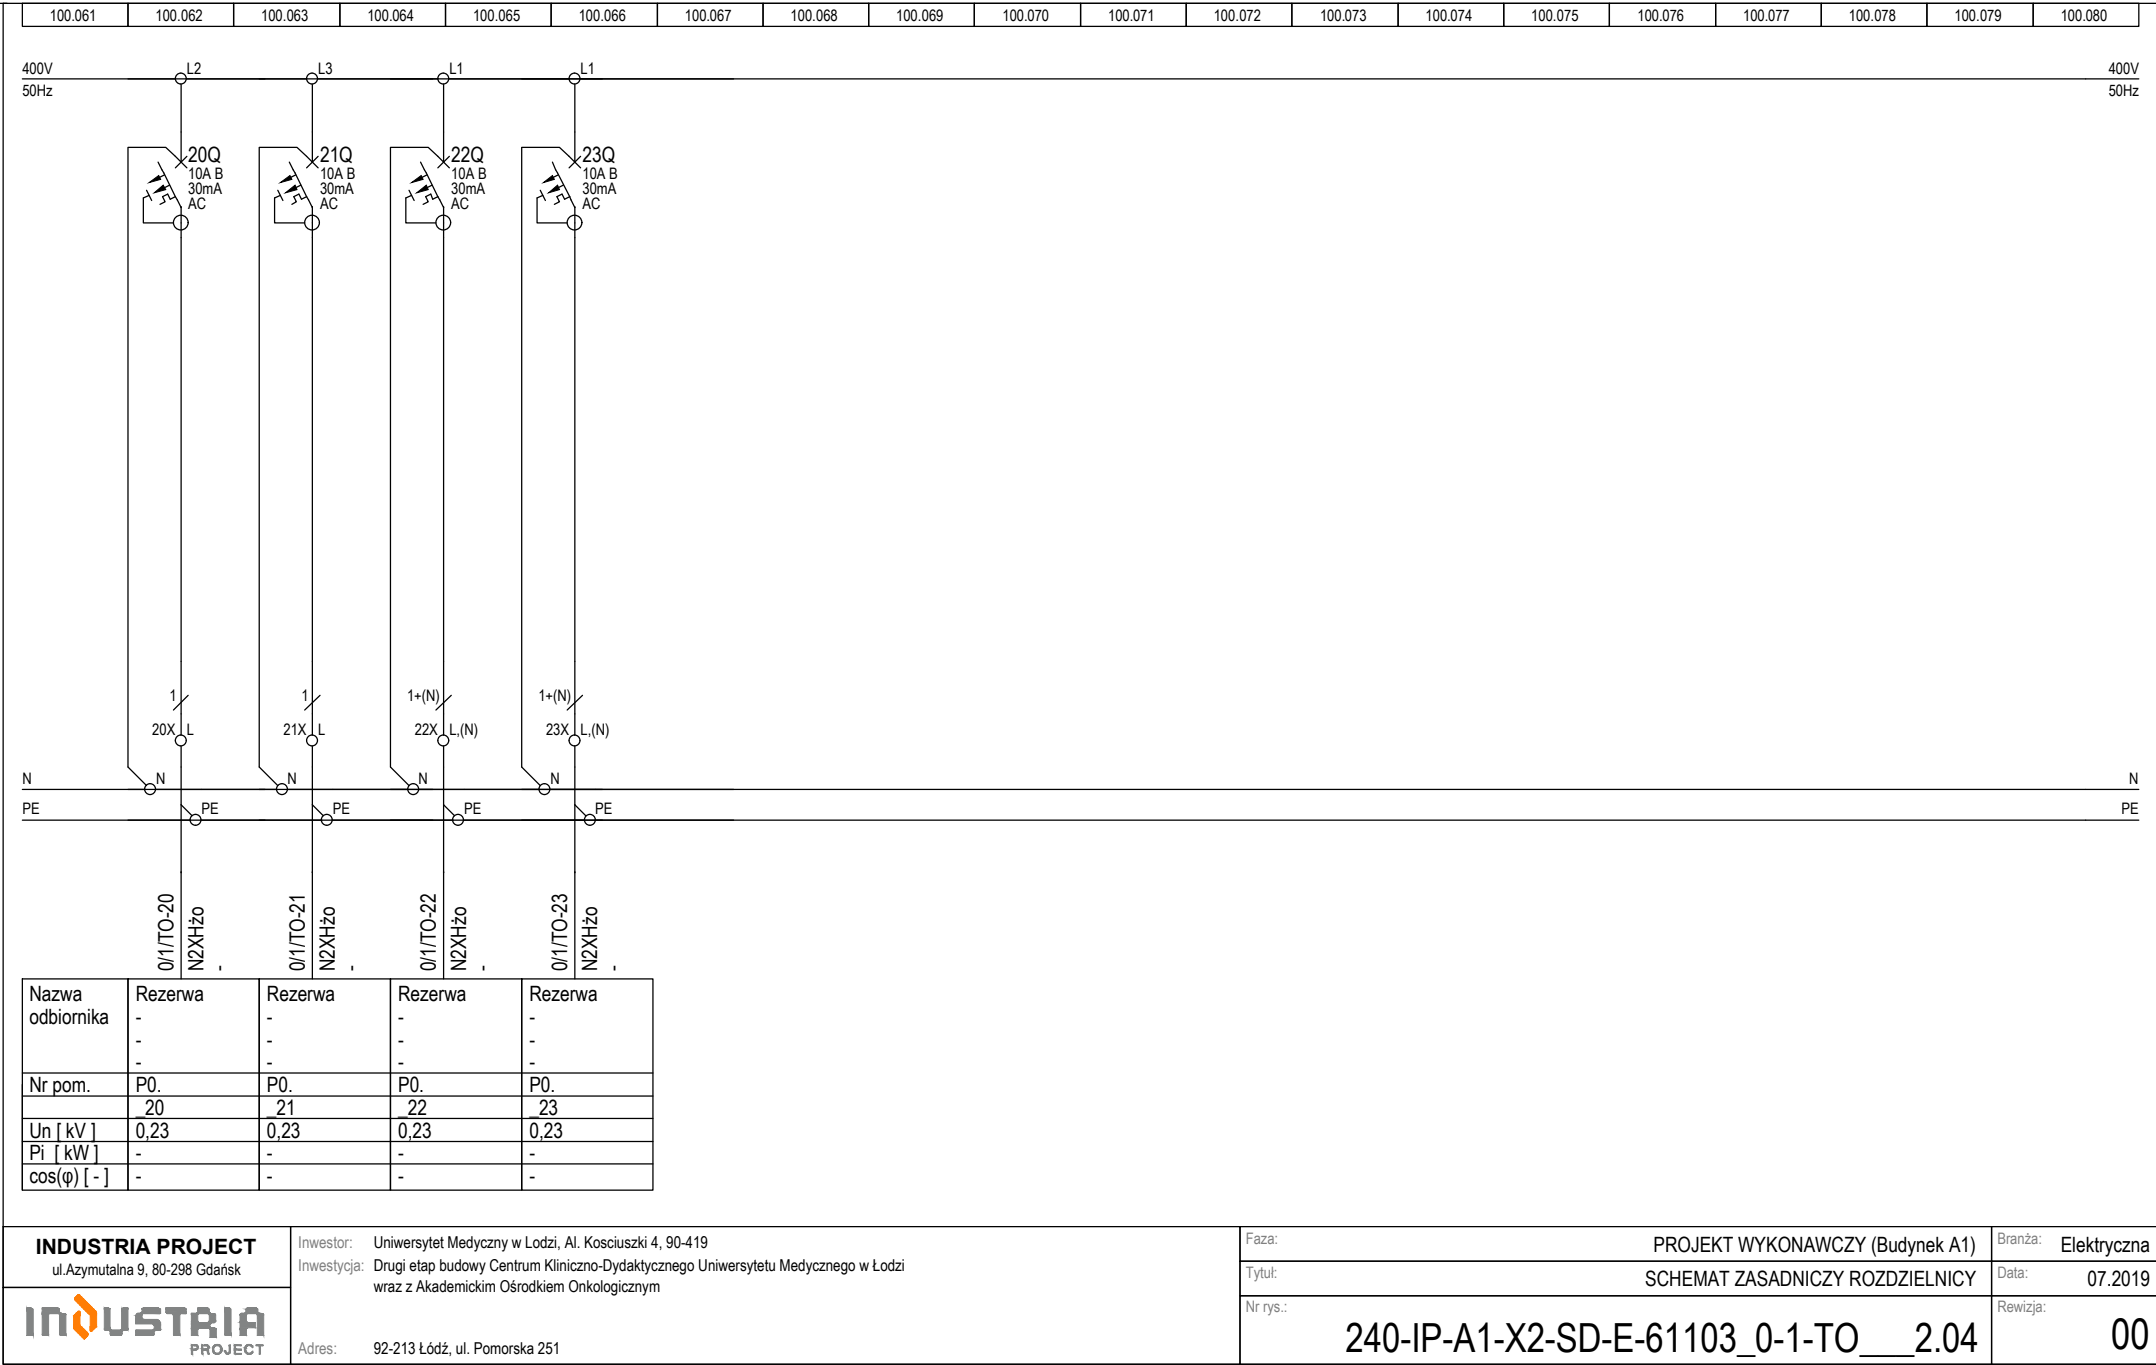 100.061 100.062 100.063 100.064 100.065 100.066 100.067 100.068 100.069 100.070 100.071 100.072 100.073 100.074 100.075 100.076 100.077 100.078 100.079 100.080
400V L2 L3 L1 L1 400V
50Hz 50Hz
20Q 21Q 22Q 23Q
10A B 10A B 10A B 10A B
30mA 30mA 30mA 30mA
AC AC AC AC
1 1 1+(N) 1+(N)
20X L 21X L 22X L,(N) 23X L,(N)
N N N N N N
PE PE PE PE PE PE
0/1/TO-20
N2XHżo
-
0/1/TO-21
N2XHżo
-
0/1/TO-22
N2XHżo
-
0/1/TO-23
N2XHżo
-
Nazwa Rezerwa Rezerwa Rezerwa Rezerwa
odbiornika - - - -
- - - -
- - - -
Nr pom. P0. P0. P0. P0.
_20 _21 _22 _23
Un [ kV ] 0,23 0,23 0,23 0,23
Pi [ kW ] - - - -
cos(φ) [ - ] - - - -
INDUSTRIA PROJECT
ul.Azymutalna 9, 80-298 Gdańsk
INDUSTRIA
PROJECT
Inwestor: Uniwersytet Medyczny w Lodzi, Al. Kosciuszki 4, 90-419
Inwestycja: Drugi etap budowy Centrum Kliniczno-Dydaktycznego Uniwersytetu Medycznego w Łodzi
wraz z Akademickim Ośrodkiem Onkologicznym
Adres: 92-213 Łódź, ul. Pomorska 251
Faza: PROJEKT WYKONAWCZY (Budynek A1)
Branża: Elektryczna
Tytuł: SCHEMAT ZASADNICZY ROZDZIELNICY
Data: 07.2019
Nr rys.: 240-IP-A1-X2-SD-E-61103_0-1-TO___2.04
Rewizja: 00